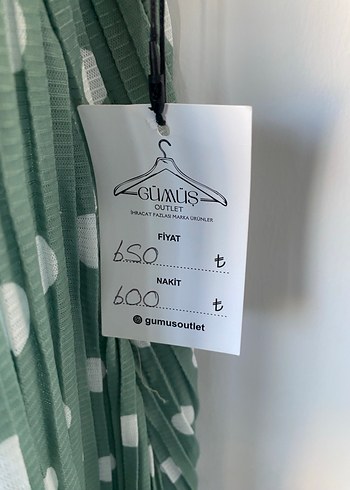 GÜMÜŞ
OUTLET
İHRACAT FAZLASI MARKA ÜRÜNLER
FİYAT
650 ₺
NAKİT
600 ₺
gumusoutlet